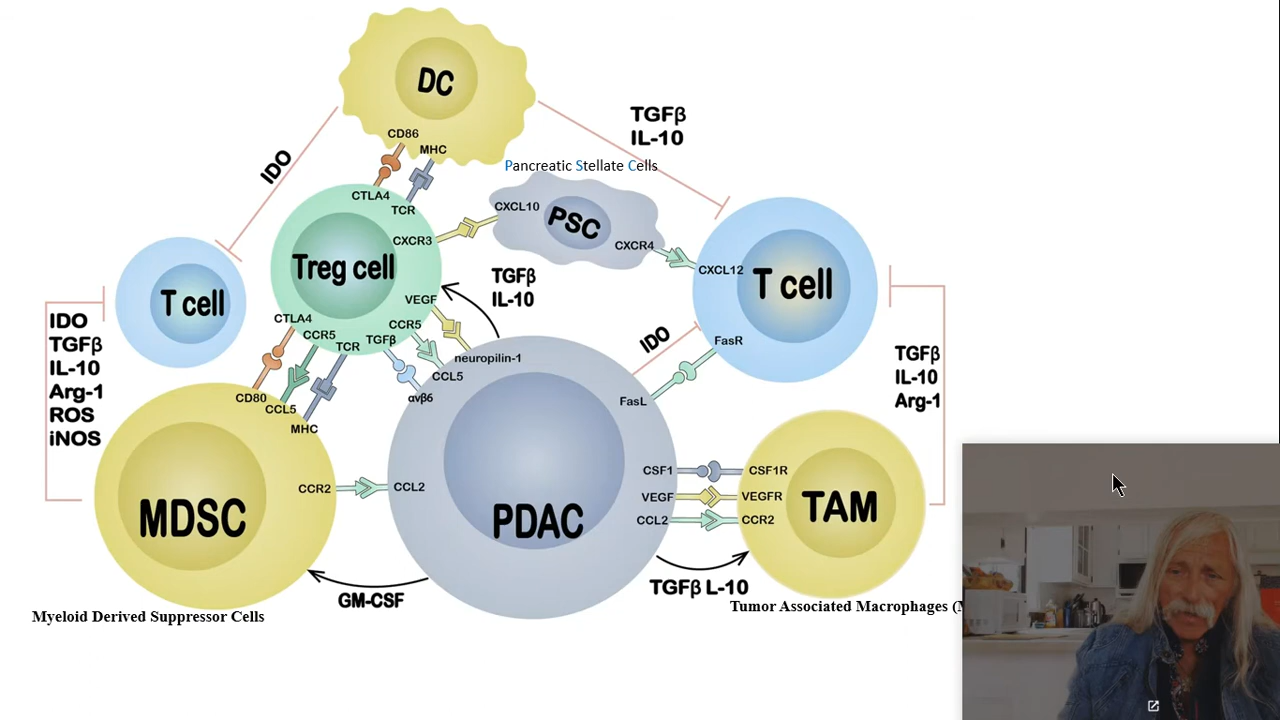 DC
CD86
MHC
TGFβ
IL-10
IDO
Pancreatic Stellate Cells
CTLA4
TCR
CXCL10
PSC
CXCR3
CXCR4
CXCL12
Treg cell
T cell
T cell
TGFβ
IL-10
VEGF
CTLA4
CCR5
TCR
TGFβ
CCR5
neuropilin-1
CCL5
αvβ6
IDO
FasR
FasL
IDO
TGFβ
IL-10
Arg-1
ROS
iNOS
CD80
CCL5
MHC
TGFβ
IL-10
Arg-1
MDSC
CCR2
CCL2
PDAC
CSF1
CSF1R
VEGF
VEGFR
CCL2
CCR2
TAM
GM-CSF
TGFβ L-10
Myeloid Derived Suppressor Cells
Tumor Associated Macrophages (